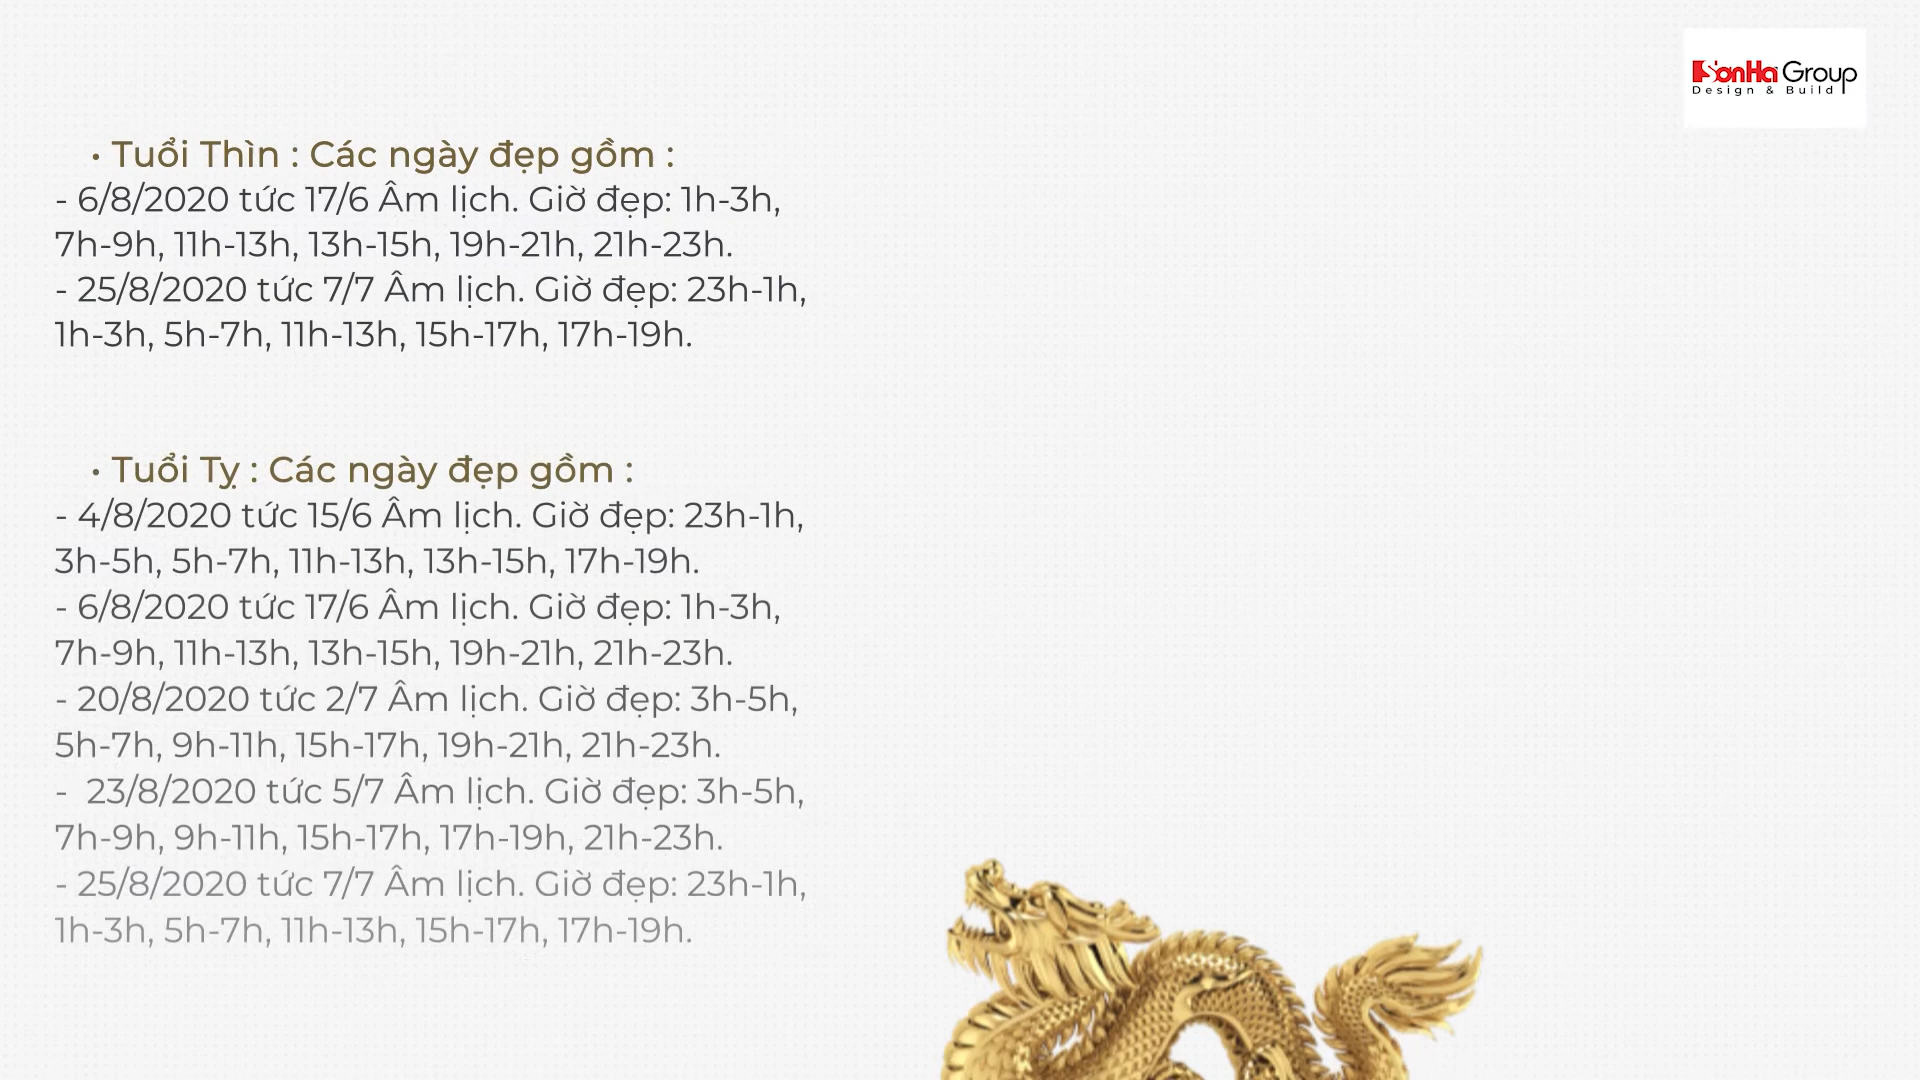 SonHa Group
Design & Build
• Tuổi Thìn : Các ngày đẹp gồm :
- 6/8/2020 tức 17/6 Âm lịch. Giờ đẹp: 1h-3h,
7h-9h, 11h-13h, 13h-15h, 19h-21h, 21h-23h.
- 25/8/2020 tức 7/7 Âm lịch. Giờ đẹp: 23h-1h,
1h-3h, 5h-7h, 11h-13h, 15h-17h, 17h-19h.
• Tuổi Tỵ : Các ngày đẹp gồm :
- 4/8/2020 tức 15/6 Âm lịch. Giờ đẹp: 23h-1h,
3h-5h, 5h-7h, 11h-13h, 13h-15h, 17h-19h.
- 6/8/2020 tức 17/6 Âm lịch. Giờ đẹp: 1h-3h,
7h-9h, 11h-13h, 13h-15h, 19h-21h, 21h-23h.
- 20/8/2020 tức 2/7 Âm lịch. Giờ đẹp: 3h-5h,
5h-7h, 9h-11h, 15h-17h, 19h-21h, 21h-23h.
-  23/8/2020 tức 5/7 Âm lịch. Giờ đẹp: 3h-5h,
7h-9h, 9h-11h, 15h-17h, 17h-19h, 21h-23h.
- 25/8/2020 tức 7/7 Âm lịch. Giờ đẹp: 23h-1h,
1h-3h, 5h-7h, 11h-13h, 15h-17h, 17h-19h.